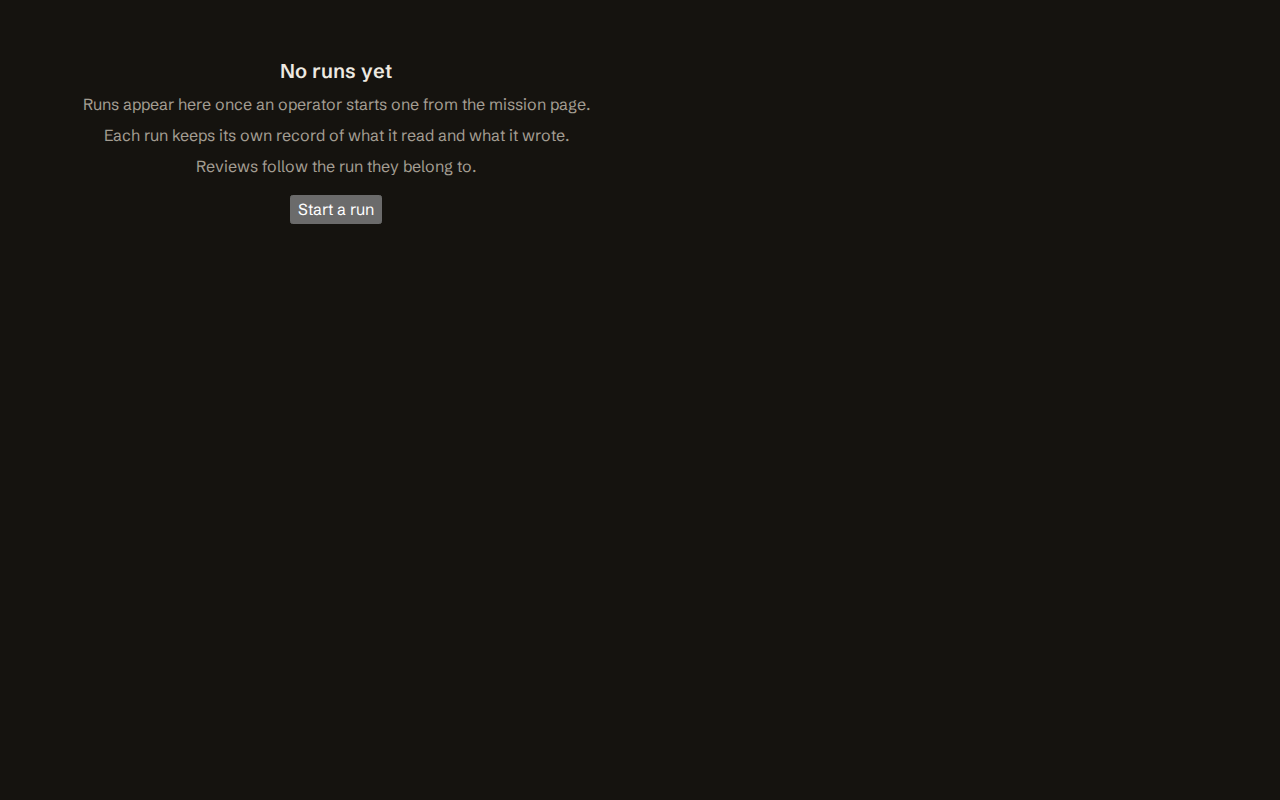 No runs yet
Runs appear here once an operator starts one from the mission page.
Each run keeps its own record of what it read and what it wrote.
Reviews follow the run they belong to.
Start a run